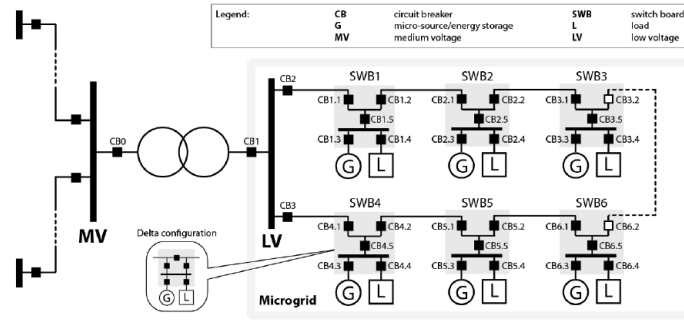 Legend: CB circuit breaker SWB switch board
G micro-source/energy storage L load
MV medium voltage LV low voltage
SWB1 SWB2 SWB3
CB2
CB1.1 CB1.2 CB2.1 CB2.2 CB3.1 CB3.2
CB1.5 CB2.5 CB3.5
CB0 CB1
CB1.3 CB1.4 CB2.3 CB2.4 CB3.3 CB3.4
G L G L G L
SWB4 SWB5 SWB6
CB3
CB4.1 CB4.2 CB5.1 CB5.2 CB6.1 CB6.2
MV LV
Delta configuration
CB4.5 CB5.5 CB6.5
CB4.3 CB4.4 CB5.3 CB5.4 CB6.3 CB6.4
G L
Microgrid
G L G L G L